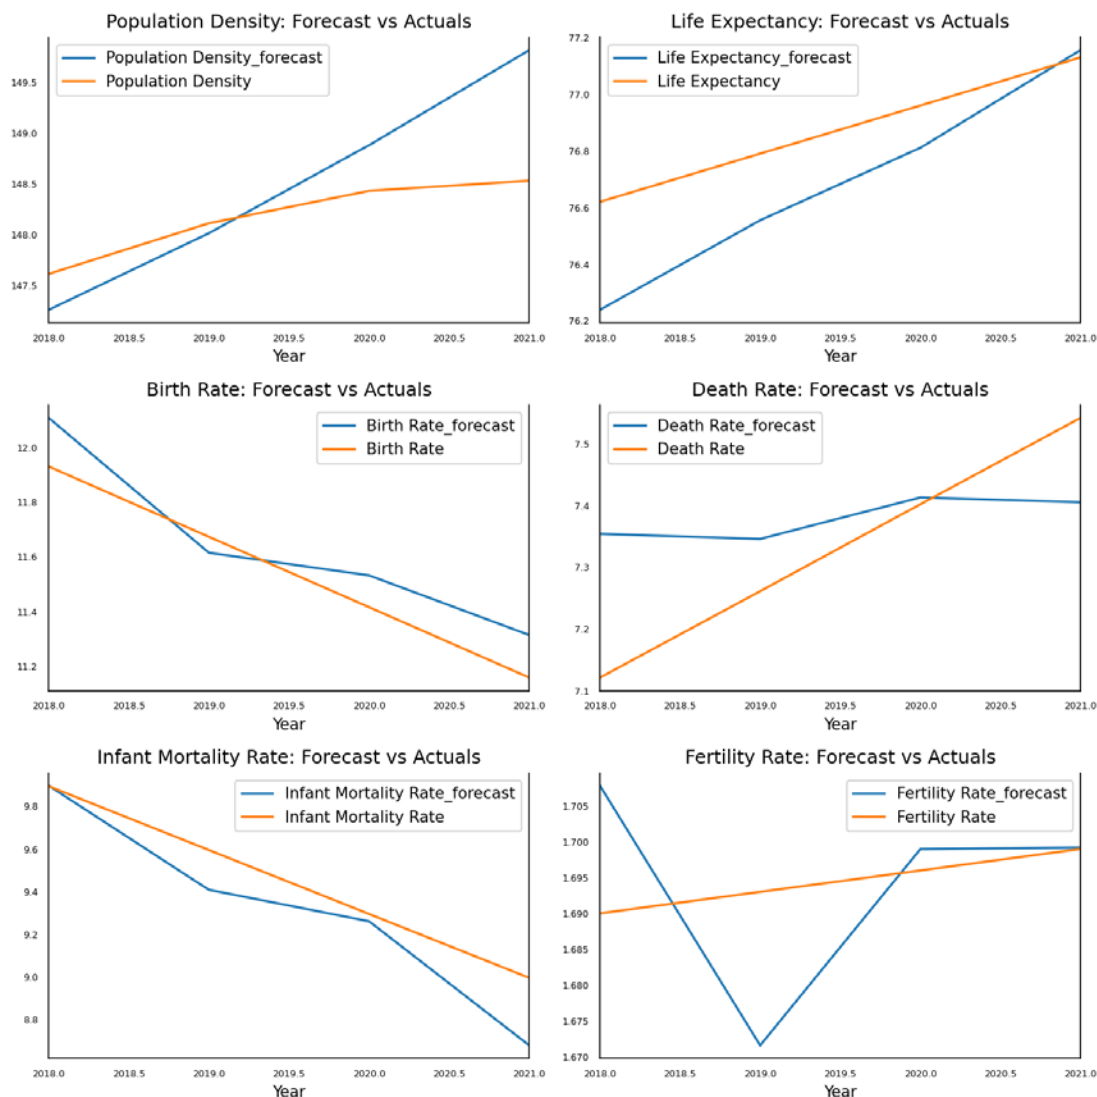 Population Density: Forecast vs Actuals
Population Density_forecast
Population Density
149.5
149.0
148.5
148.0
147.5
2018.0 2018.5 2019.0 2019.5 2020.0 2020.5 2021.0
Year
Life Expectancy: Forecast vs Actuals
Life Expectancy_forecast
Life Expectancy
77.2
77.0
76.8
76.6
76.4
76.2
2018.0 2018.5 2019.0 2019.5 2020.0 2020.5 2021.0
Year
Birth Rate: Forecast vs Actuals
Birth Rate_forecast
Birth Rate
12.0
11.8
11.6
11.4
11.2
2018.0 2018.5 2019.0 2019.5 2020.0 2020.5 2021.0
Year
Death Rate: Forecast vs Actuals
Death Rate_forecast
Death Rate
7.5
7.4
7.3
7.2
7.1
2018.0 2018.5 2019.0 2019.5 2020.0 2020.5 2021.0
Year
Infant Mortality Rate: Forecast vs Actuals
Infant Mortality Rate_forecast
Infant Mortality Rate
9.8
9.6
9.4
9.2
9.0
8.8
2018.0 2018.5 2019.0 2019.5 2020.0 2020.5 2021.0
Year
Fertility Rate: Forecast vs Actuals
Fertility Rate_forecast
Fertility Rate
1.705
1.700
1.695
1.690
1.685
1.680
1.675
1.670
2018.0 2018.5 2019.0 2019.5 2020.0 2020.5 2021.0
Year